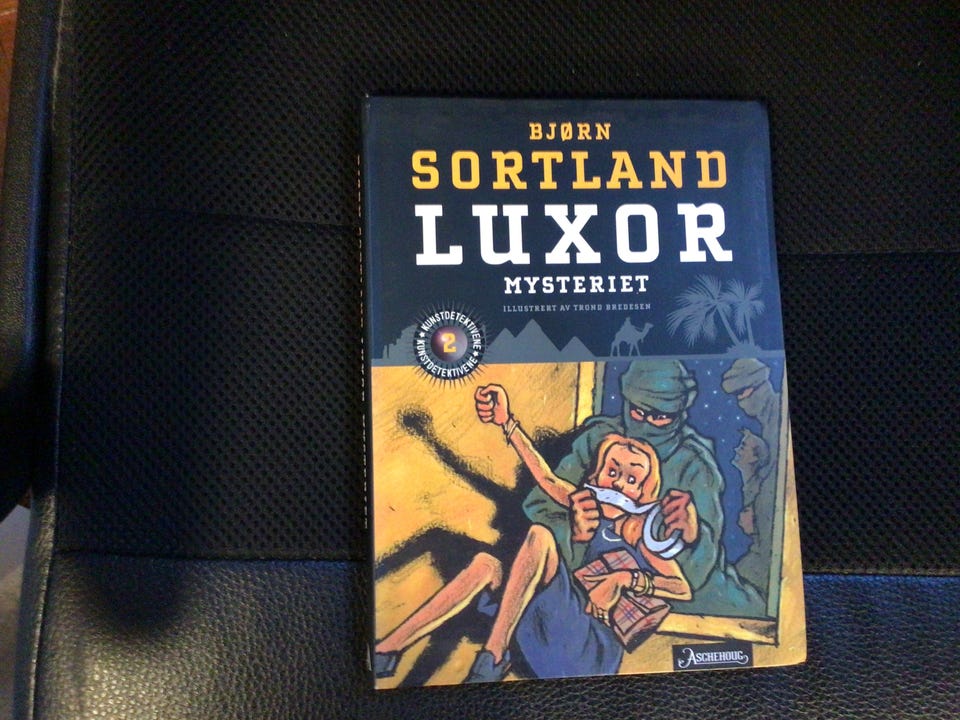 BJØRN
SORTLAND
LUXOR
MYSTERIET
ILLUSTRERT AV TROND BREDESEN
KUNSTDETEKTIVENE
2
KUNSTDETEKTIVENE
ASCHEHOUG